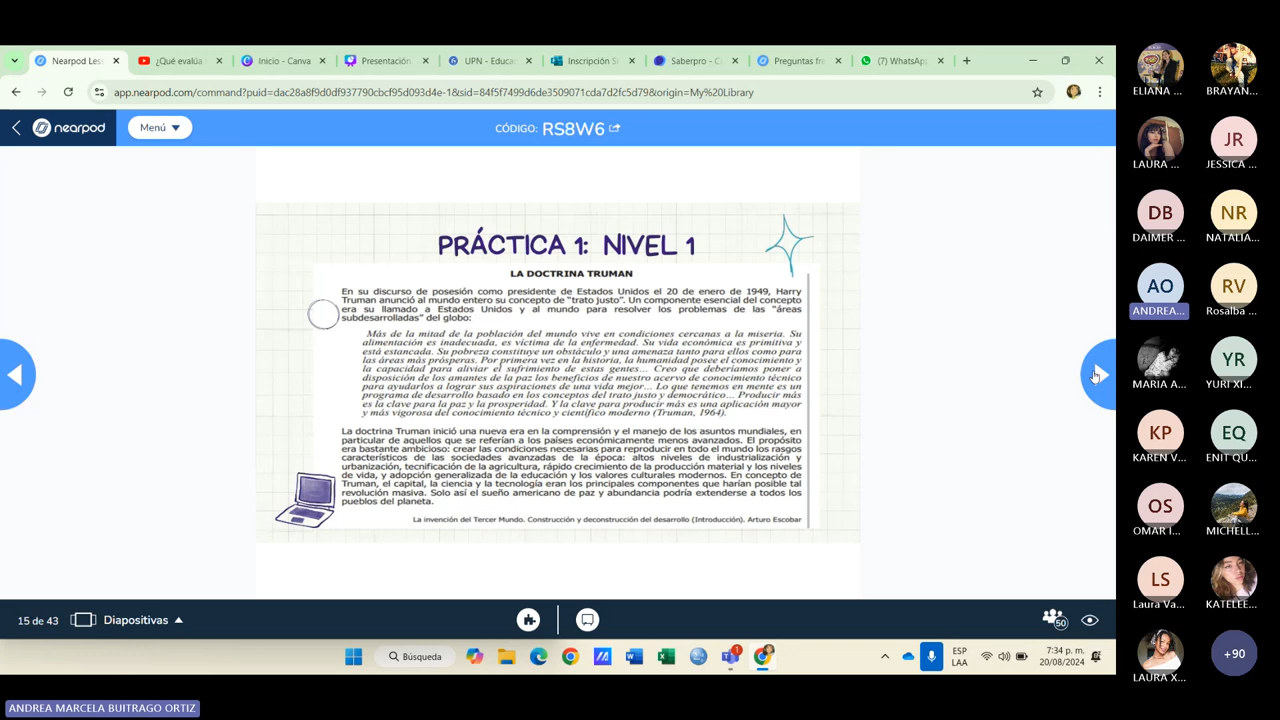 Nearpod Les
¿Qué evalúa
Inicio - Canva
Presentación
UPN - Educa
Inscripción Si
Saberpro - C
Preguntas fre
(7) WhatsApp
app.nearpod.com/command?puid=dac28a8f9d0df937790cbcf95d093d4e-1&sid=84f5f7499d6de3509071cda7d2fc5d79&origin=My%20Library
nearpod
Menú
CÓDIGO: RS8W6
PRÁCTICA 1: NIVEL 1
LA DOCTRINA TRUMAN
En su discurso de posesión como presidente de Estados Unidos el 20 de enero de 1949, Harry
Truman anunció al mundo entero su concepto de “trato justo”. Un componente esencial del concepto
era su llamado a Estados Unidos y al mundo para resolver los problemas de las “áreas
subdesarrolladas” del globo:
Más de la mitad de la población del mundo vive en condiciones cercanas a la miseria. Su
alimentación es inadecuada, es víctima de la enfermedad. Su vida económica es primitiva y
está estancada. Su pobreza constituye un obstáculo y una amenaza tanto para ellos como para
las áreas más prósperas. Por primera vez en la historia, la humanidad posee el conocimiento y
la capacidad para aliviar el sufrimiento de estas gentes... Creo que deberíamos poner a
disposición de los amantes de la paz los beneficios de nuestro acervo de conocimiento técnico
para ayudarlos a lograr sus aspiraciones de una vida mejor... Lo que tenemos en mente es un
programa de desarrollo basado en los conceptos del trato justo y democrático... Producir más
es la clave para la paz y la prosperidad. Y la clave para producir más es una aplicación mayor
y más vigorosa del conocimiento técnico y científico moderno (Truman, 1964).
La doctrina Truman inició una nueva era en la comprensión y el manejo de los asuntos mundiales, en
particular de aquellos que se referían a los países económicamente menos avanzados. El propósito
era bastante ambicioso: crear las condiciones necesarias para reproducir en todo el mundo los rasgos
característicos de las sociedades avanzadas de la época: altos niveles de industrialización y
urbanización, tecnificación de la agricultura, rápido crecimiento de la producción material y los niveles
de vida, y adopción generalizada de la educación y los valores culturales modernos. En concepto de
Truman, el capital, la ciencia y la tecnología eran los principales componentes que harían posible tal
revolución masiva. Solo así el sueño americano de paz y abundancia podría extenderse a todos los
pueblos del planeta.
La invención del Tercer Mundo. Construcción y deconstrucción del desarrollo (Introducción). Arturo Escobar
15 de 43
Diapositivas
50
Búsqueda
1
ESP
LAA
7:34 p. m.
20/08/2024
ANDREA MARCELA BUITRAGO ORTIZ
ELIANA ...
BRAYAN...
LAURA ...
JR
JESSICA ...
DB
DAIMER ...
NR
NATALIA...
AO
ANDREA...
RV
Rosalba ...
MARIA A...
YR
YURI XI...
KP
KAREN V...
EQ
ENIT QU...
OS
OMAR I...
MICHELL...
LS
Laura Va...
KATELEE...
LAURA X...
+90